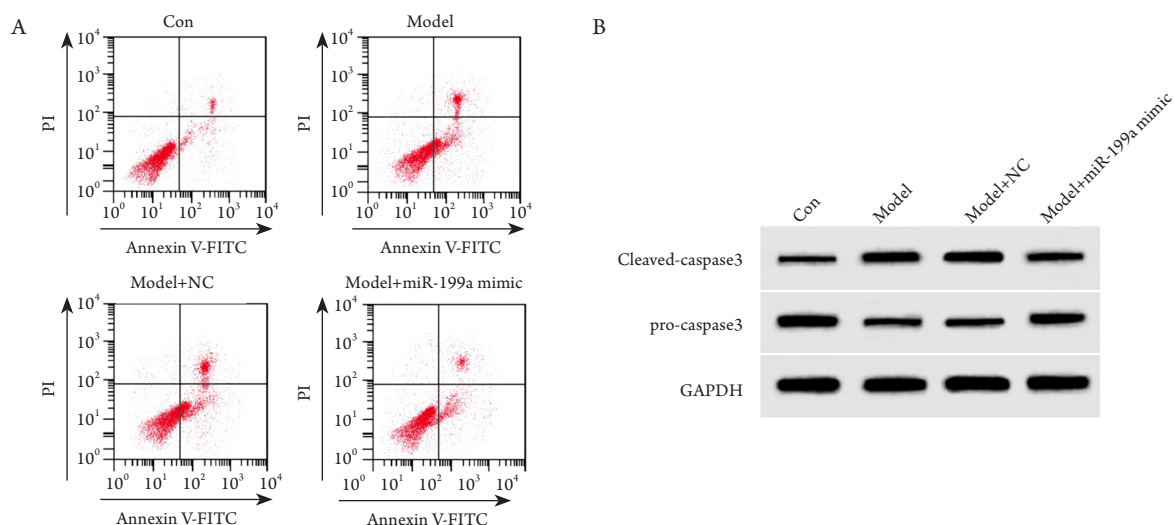 A
Con
10⁴
10³
10²
10¹
10⁰
PI
10⁰ 10¹ 10² 10³ 10⁴
Annexin V-FITC
Model
10⁴
10³
10²
10¹
10⁰
PI
10⁰ 10¹ 10² 10³ 10⁴
Annexin V-FITC
Model+NC
10⁴
10³
10²
10¹
10⁰
PI
10⁰ 10¹ 10² 10³ 10⁴
Annexin V-FITC
Model+miR-199a mimic
10⁴
10³
10²
10¹
10⁰
PI
10⁰ 10¹ 10² 10³ 10⁴
Annexin V-FITC
B
Con
Model
Model+NC
Model+miR-199a mimic
Cleaved-caspase3
pro-caspase3
GAPDH